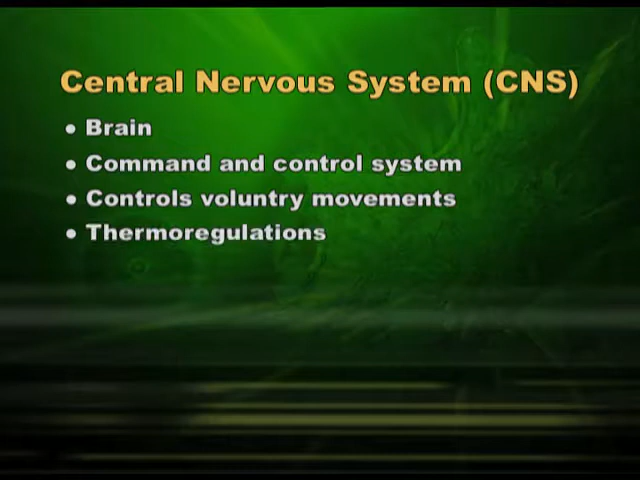 Central Nervous System (CNS)
• Brain
• Command and control system
• Controls voluntry movements
• Thermoregulations